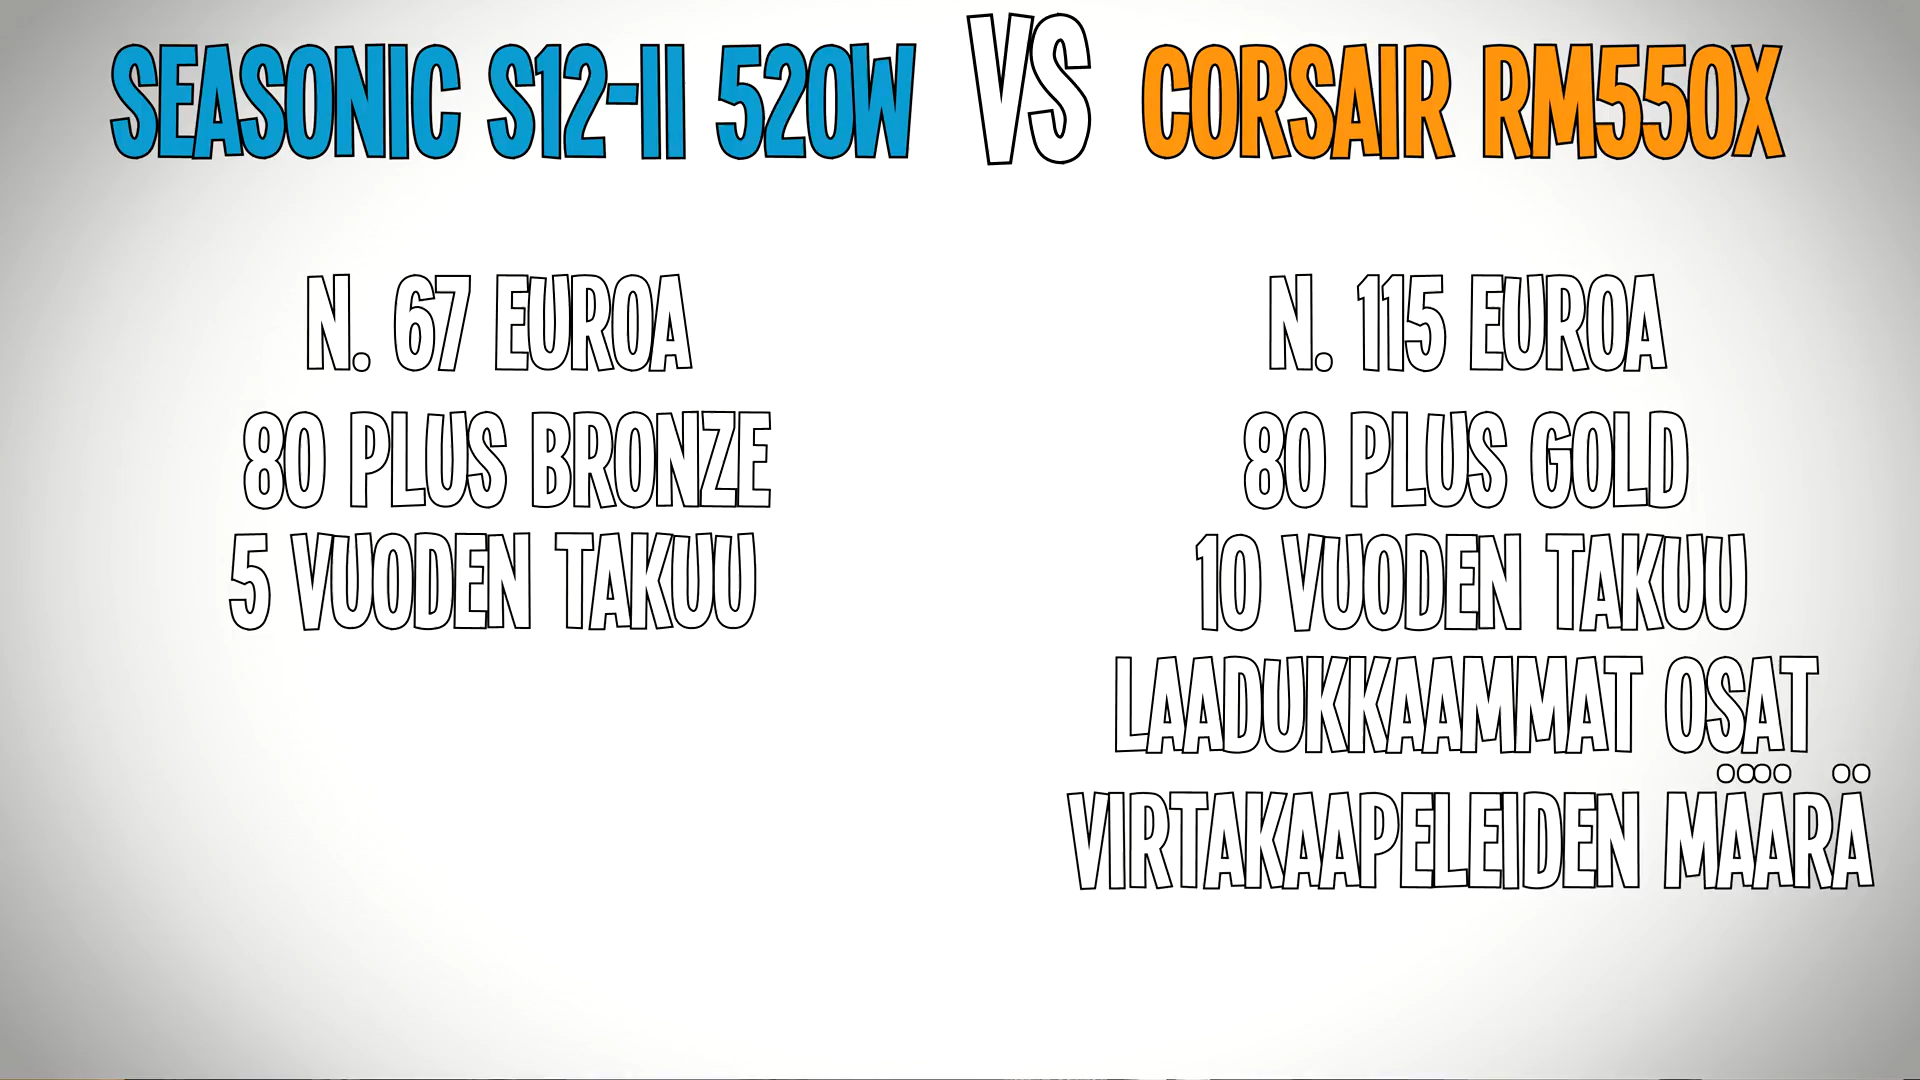 SEASONIC S12-II 520W VS CORSAIR RM550X
N. 67 EUROA
80 PLUS BRONZE
5 VUODEN TAKUU
N. 115 EUROA
80 PLUS GOLD
10 VUODEN TAKUU
LAADUKKAAMMAT OSAT
VIRTAKAAPELEIDEN MÄÄRÄ